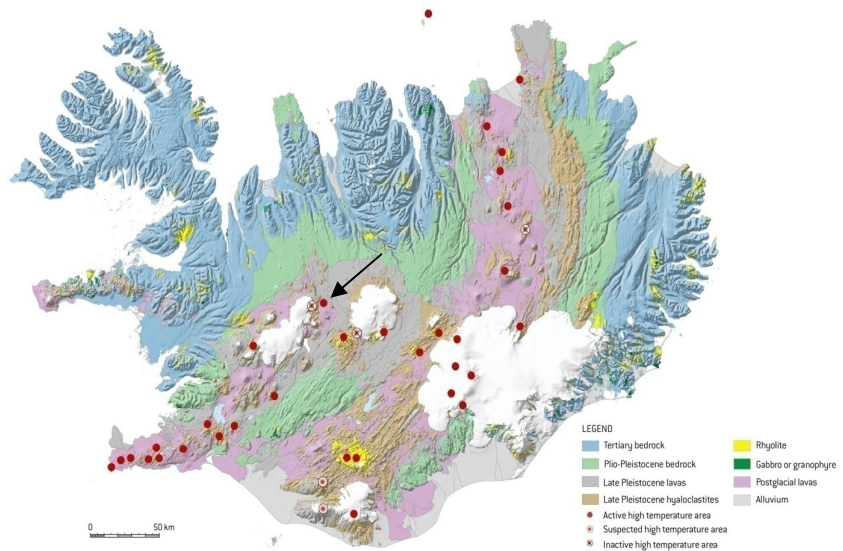 LEGEND
Tertiary bedrock
Plio-Pleistocene bedrock
Late Pleistocene lavas
Late Pleistocene hyaloclastites
Rhyolite
Gabbro or granophyre
Postglacial lavas
Alluvium
Active high temperature area
Suspected high temperature area
Inactive high temperature area
0 50 km